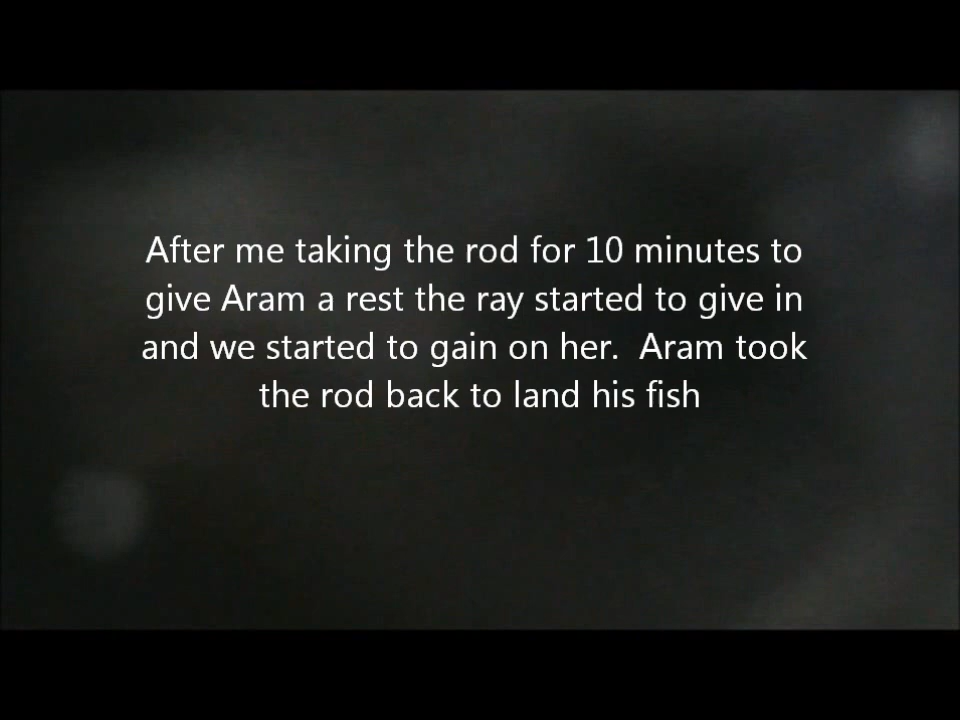 After me taking the rod for 10 minutes to
give Aram a rest the ray started to give in
and we started to gain on her.  Aram took
the rod back to land his fish